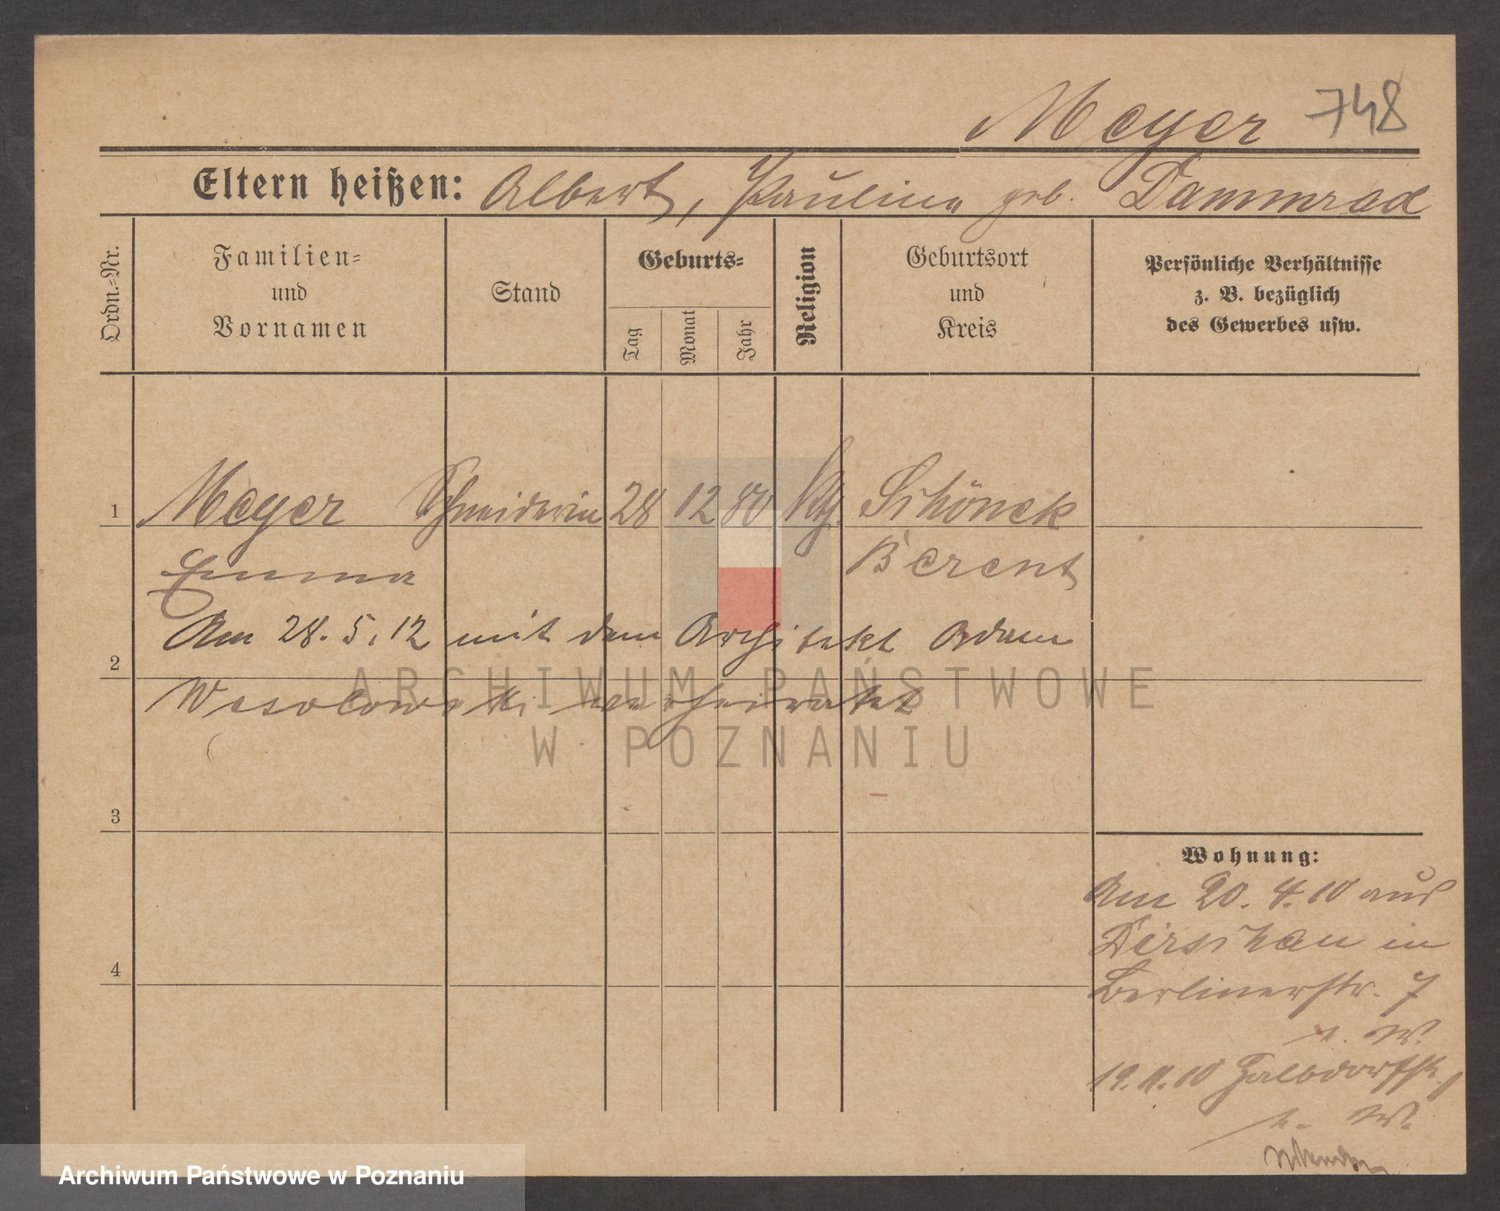 Meyer 748
Eltern heißen: Albert, Paulina geb. Dammrad
Ordn.-Nr.
Familien=
und
Vornamen
Stand
Geburts=
Tag
Monat
Jahr
Religion
Geburtsort
und
Kreis
Persönliche Verhältnisse
z. B. bezüglich
des Gewerbes usw.
1 Meyer Schneiderin 28 12 80 Schöneck
Emma Berent
Am 28. 5. 12 mit dem Architekt Adam
2
Wesolowski verheiratet
3
4
Wohnung:
Am 20. 4. 10 aus
Dirschau in
Berlinerstr. 7
b. W.
19. 11. 10
b. W.
ARCHIWUM PAŃSTWOWE
W POZNANIU
Archiwum Państwowe w Poznaniu